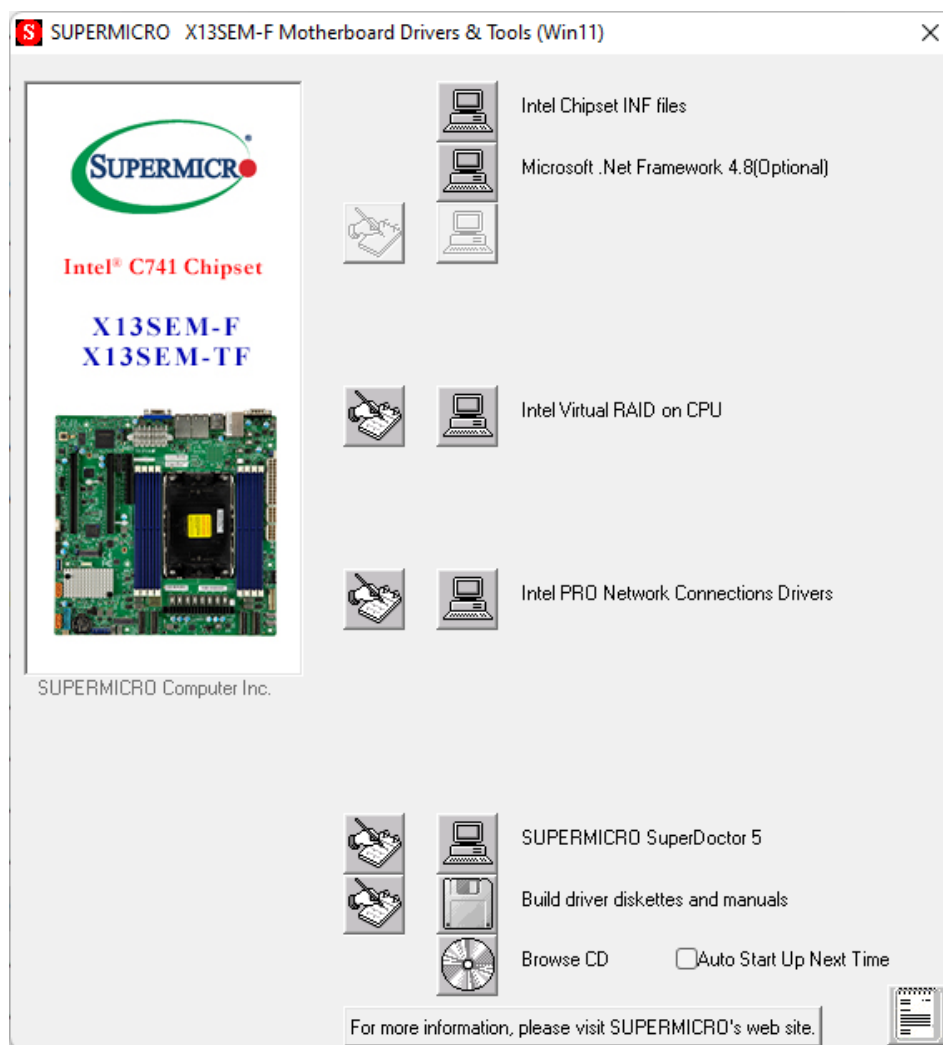 S SUPERMICRO X13SEM-F Motherboard Drivers & Tools (Win11)
SUPERMICR
Intel® C741 Chipset
X13SEM-F
X13SEM-TF
SUPERMICRO Computer Inc.
Intel Chipset INF files
Microsoft .Net Framework 4.8(Optional)
Intel Virtual RAID on CPU
Intel PRO Network Connections Drivers
SUPERMICRO SuperDoctor 5
Build driver diskettes and manuals
Browse CD Auto Start Up Next Time
For more information, please visit SUPERMICRO's web site.